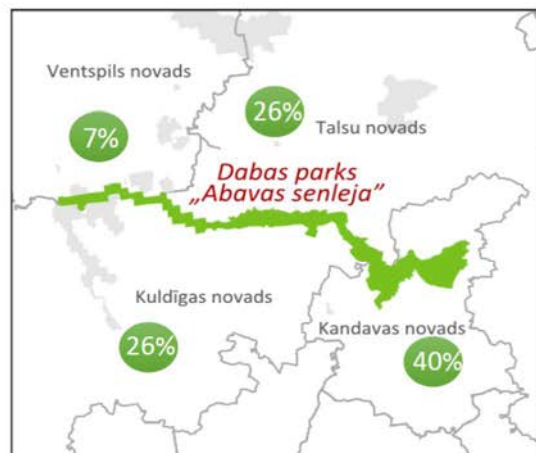 Ventspils novads
7%
26%
Talsu novads
Dabas parks
„Abavas senleja”
Kuldīgas novads
26%
Kandavas novads
40%